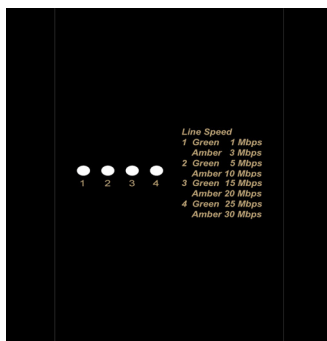 Line Speed
1 Green 1 Mbps
Amber 3 Mbps
2 Green 5 Mbps
Amber 10 Mbps
3 Green 15 Mbps
Amber 20 Mbps
4 Green 25 Mbps
Amber 30 Mbps
1 2 3 4